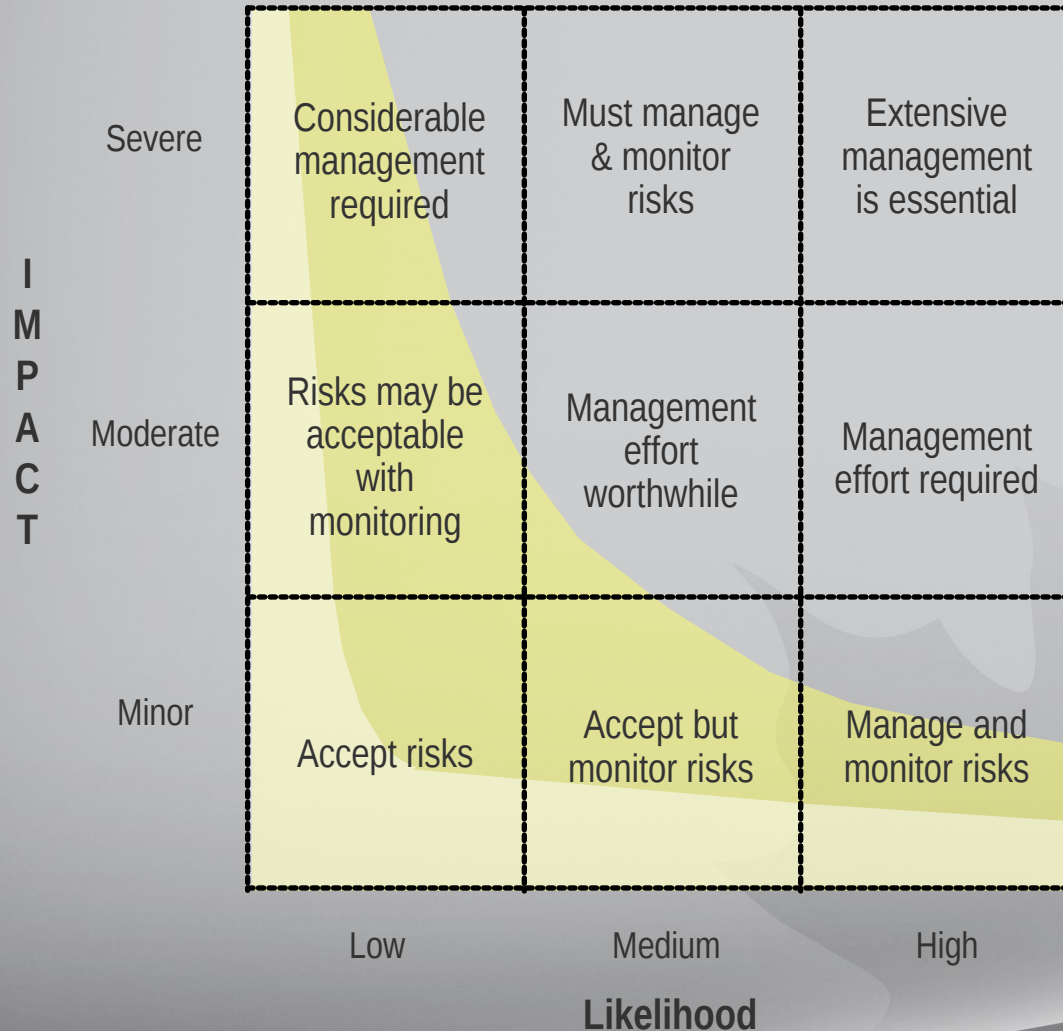 Severe
Considerable
management
required
Must manage
& monitor
risks
Extensive
management
is essential
I
M
P
A
C
T
Moderate
Risks may be
acceptable
with
monitoring
Management
effort
worthwhile
Management
effort required
Minor
Accept risks
Accept but
monitor risks
Manage and
monitor risks
Low
Medium
High
Likelihood